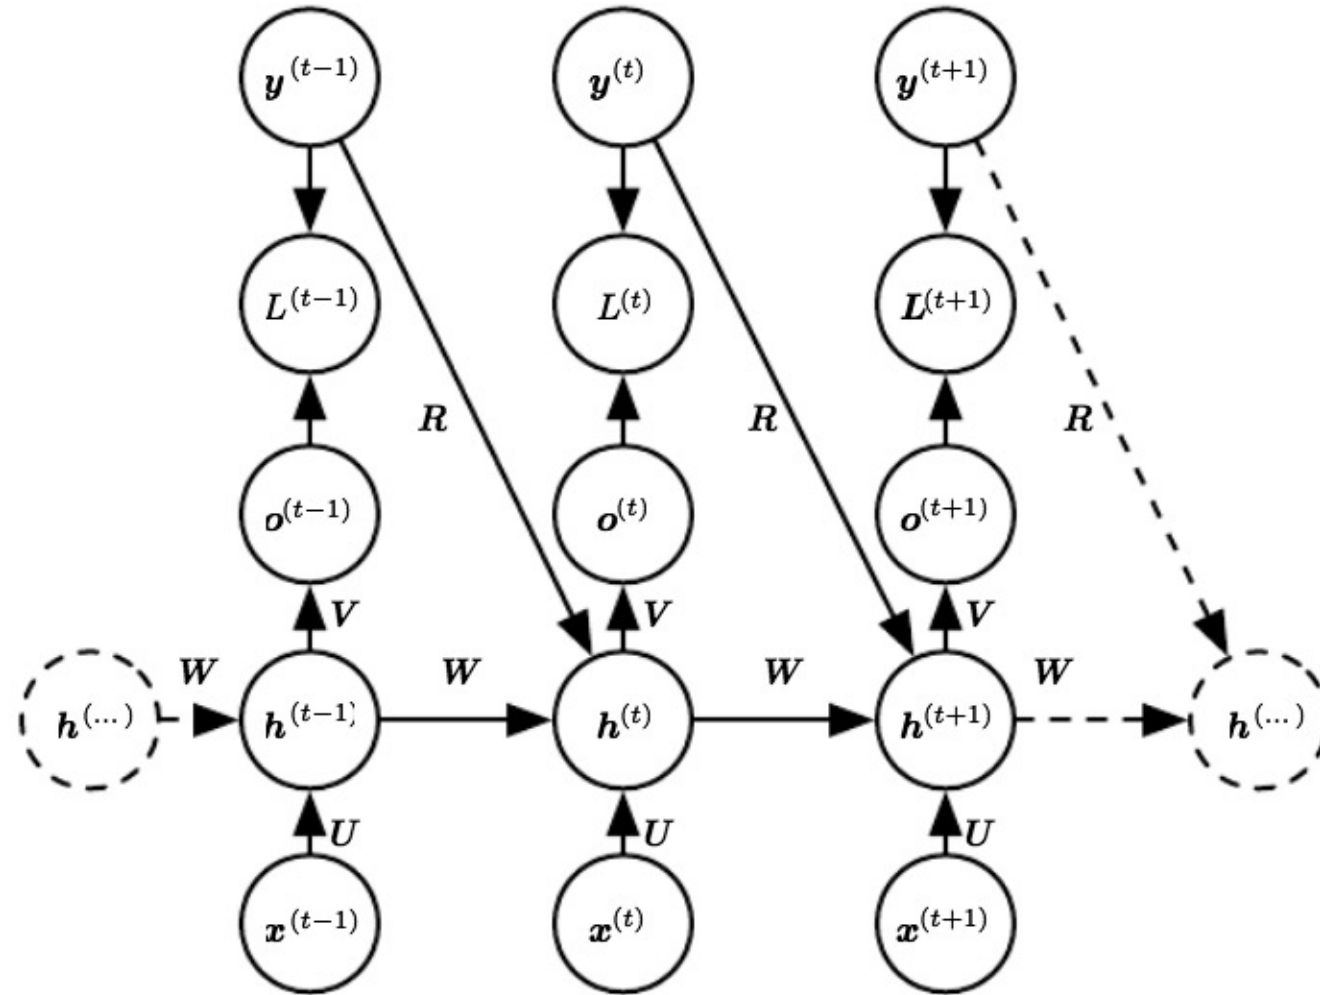 y^(t−1) y^(t) y^(t+1)
L^(t−1) L^(t) L^(t+1)
R R R
o^(t−1) o^(t) o^(t+1)
V V V
W W W W
h^(...) h^(t−1) h^(t) h^(t+1) h^(...)
U U U
x^(t−1) x^(t) x^(t+1)